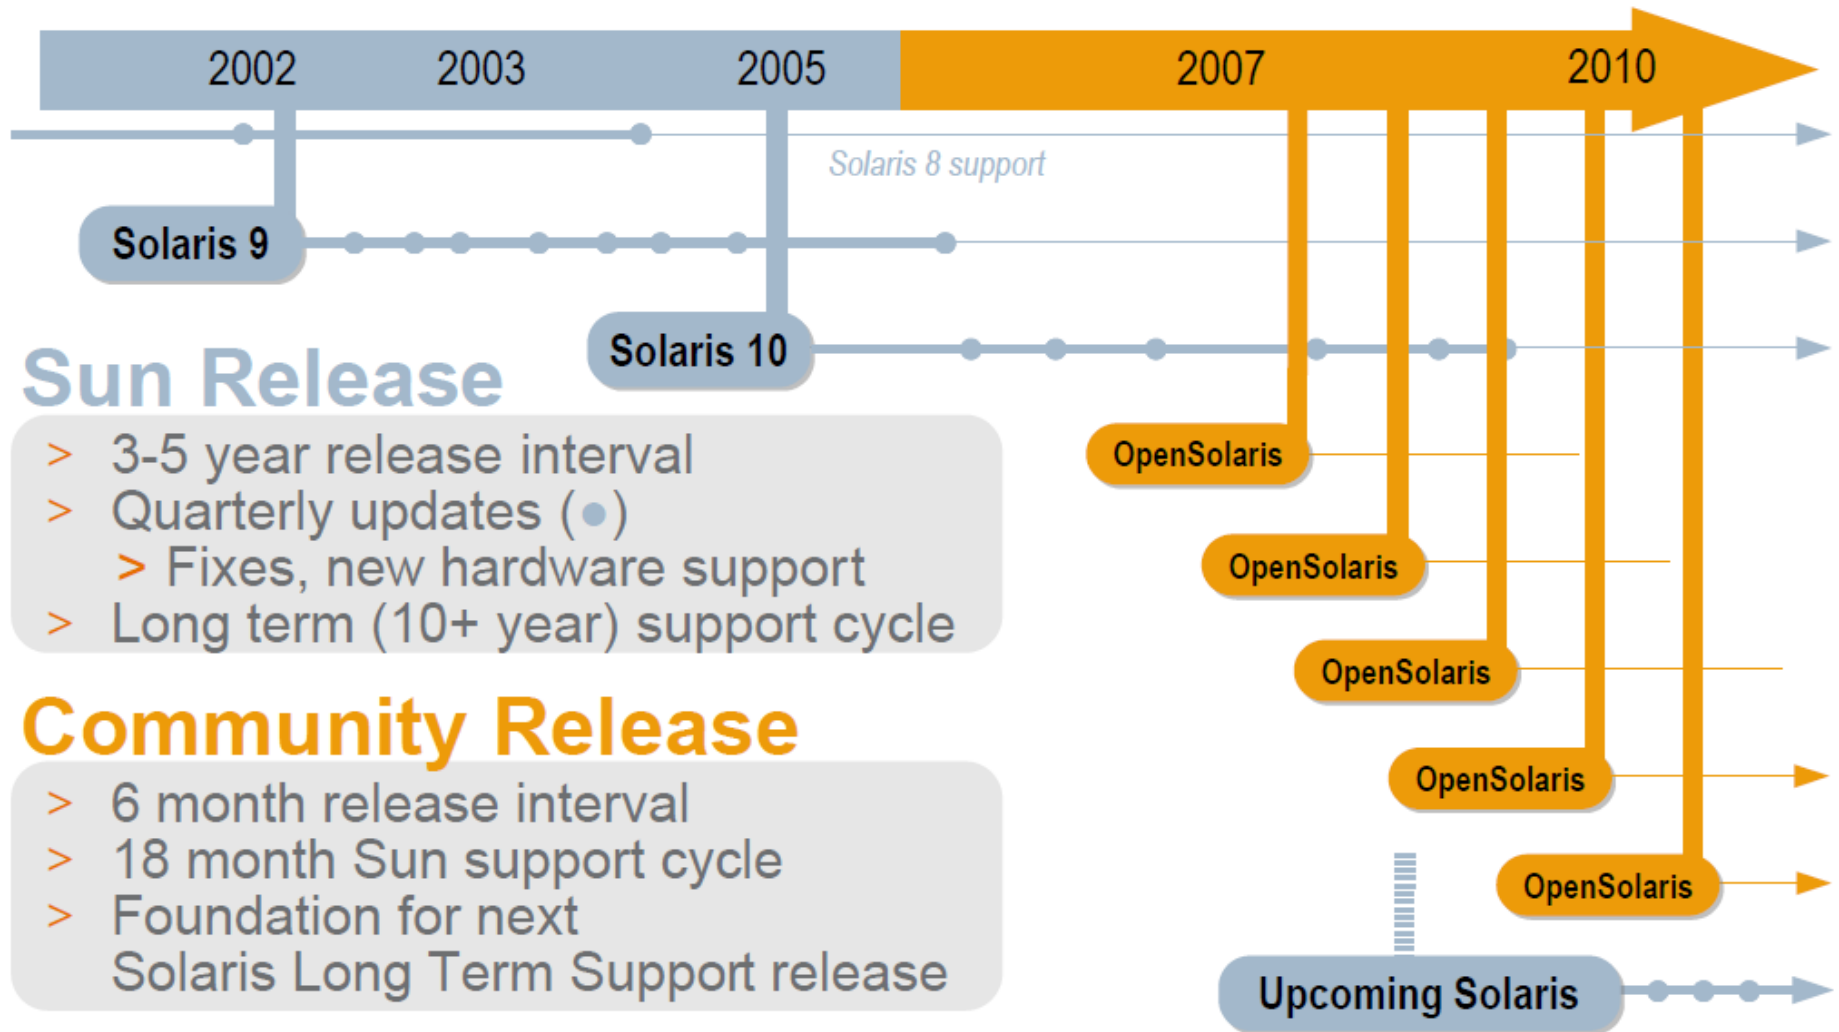 2002 2003 2005 2007 2010
Solaris 8 support
Solaris 9
Solaris 10
Sun Release
> 3-5 year release interval
> Quarterly updates (●)
> Fixes, new hardware support
> Long term (10+ year) support cycle
Community Release
> 6 month release interval
> 18 month Sun support cycle
> Foundation for next
Solaris Long Term Support release
OpenSolaris
OpenSolaris
OpenSolaris
OpenSolaris
OpenSolaris
Upcoming Solaris